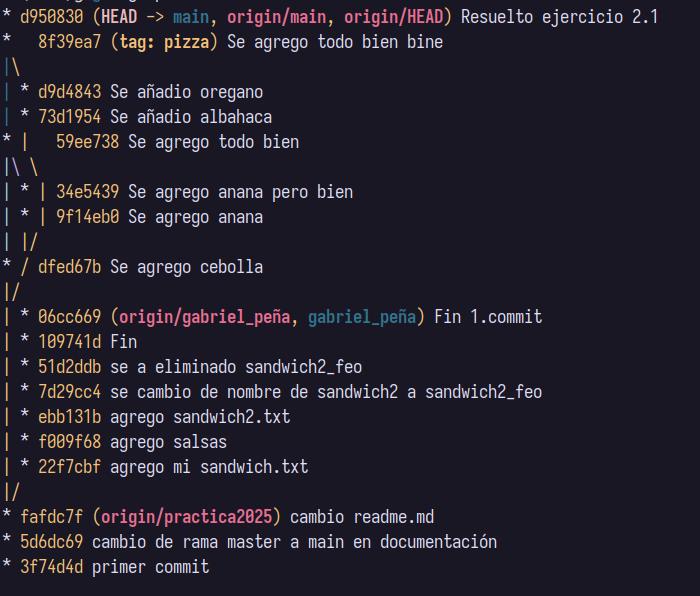 * d950830 (HEAD -> main, origin/main, origin/HEAD) Resuelto ejercicio 2.1
*   8f39ea7 (tag: pizza) Se agrego todo bien bine
|\
| * d9d4843 Se añadio oregano
| * 73d1954 Se añadio albahaca
* |   59ee738 Se agrego todo bien
|\ \
| * | 34e5439 Se agrego anana pero bien
| * | 9f14eb0 Se agrego anana
| |/
* / dfed67b Se agrego cebolla
|/
| * 06cc669 (origin/gabriel_peña, gabriel_peña) Fin 1.commit
| * 109741d Fin
| * 51d2ddb se a eliminado sandwich2_feo
| * 7d29cc4 se cambio de nombre de sandwich2 a sandwich2_feo
| * ebb131b agrego sandwich2.txt
| * f009f68 agrego salsas
| * 22f7cbf agrego mi sandwich.txt
|/
* fafdc7f (origin/practica2025) cambio readme.md
* 5d6dc69 cambio de rama master a main en documentación
* 3f74d4d primer commit